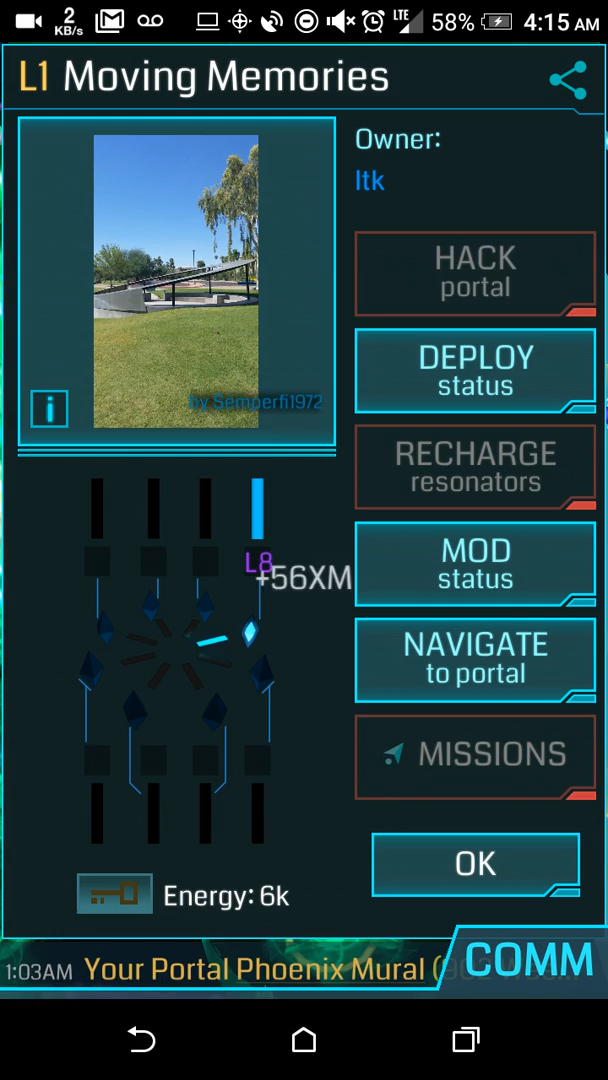 2
KB/s
LTE
58%
4:15 AM
L1 Moving Memories
Owner:
ltk
HACK
portal
DEPLOY
status
by Semperfi1972
i
RECHARGE
resonators
L8
+56XM
MOD
status
NAVIGATE
to portal
MISSIONS
OK
Energy: 6k
1:03AM Your Portal Phoenix Mural (
COMM